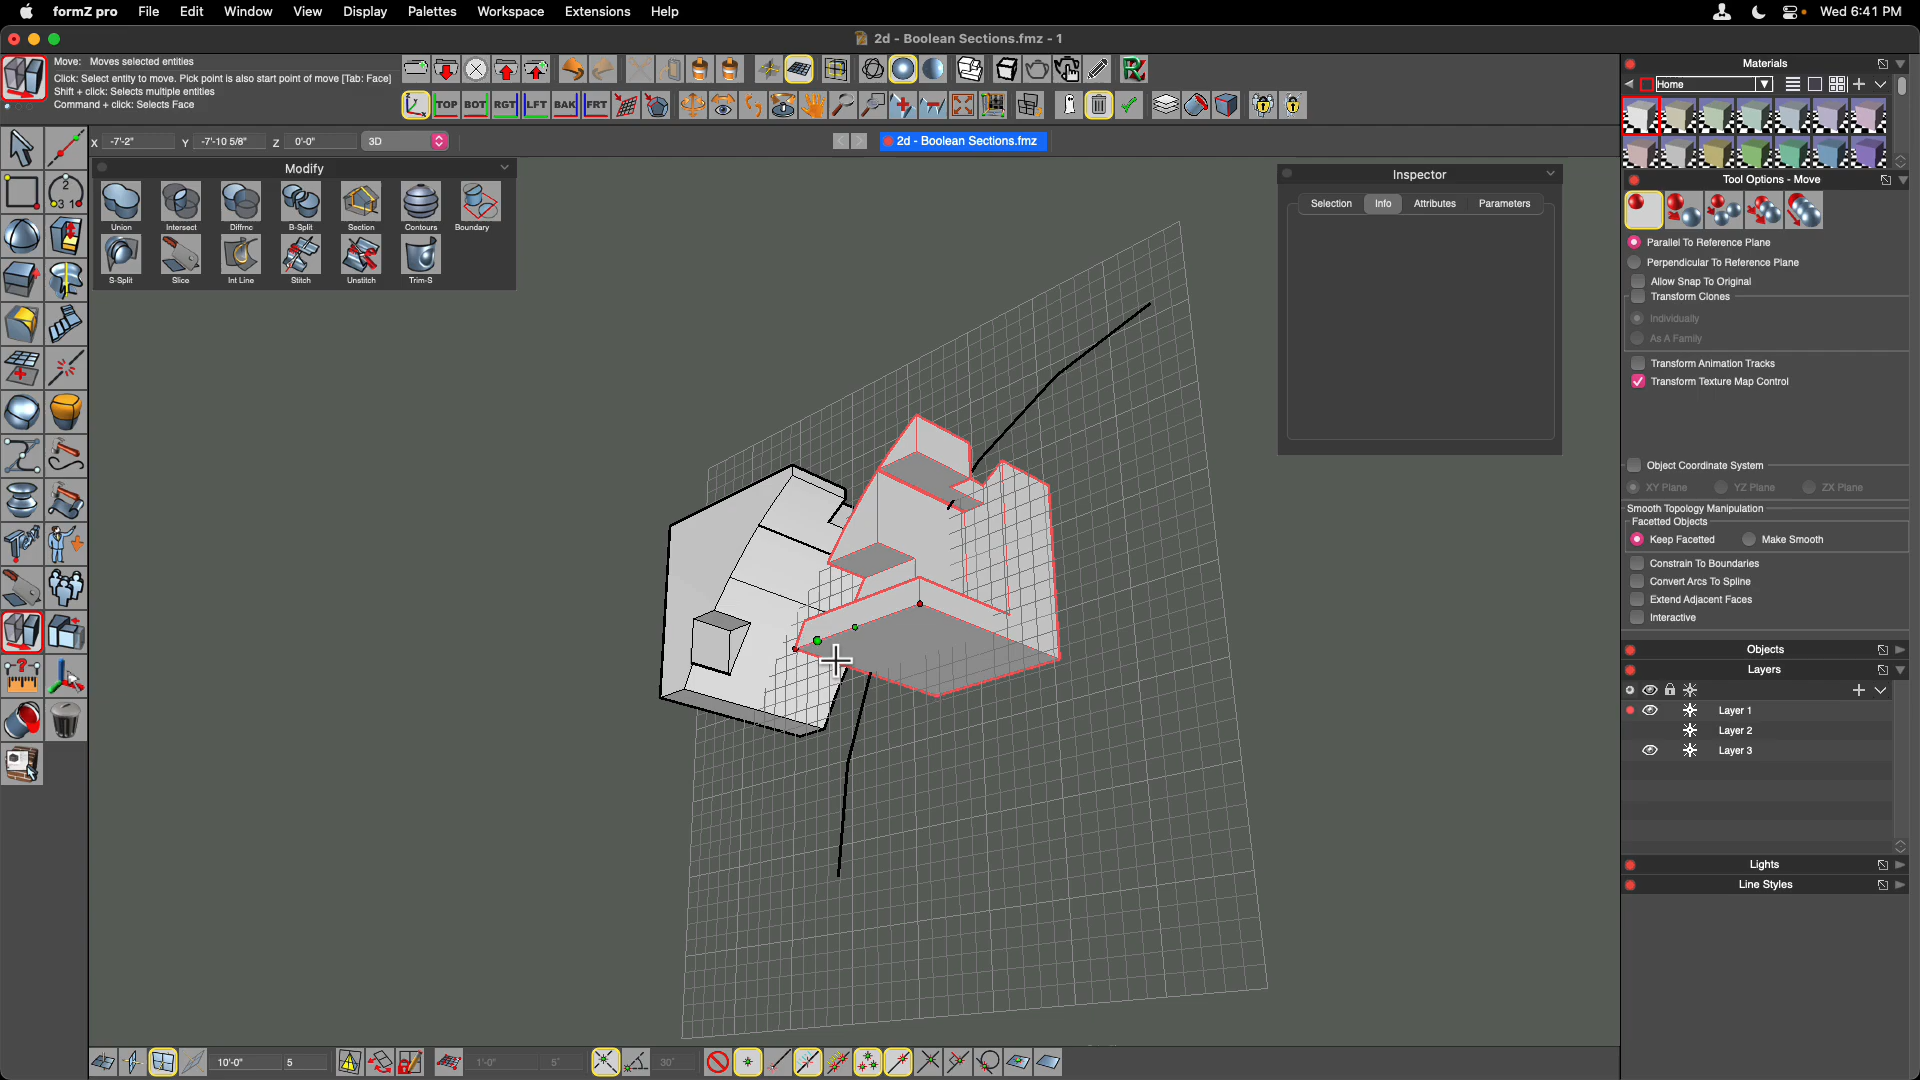 formZ pro File Edit Window View Display Palettes Workspace Extensions Help Wed 6:41 PM
2d - Boolean Sections.fmz - 1
Move: Moves selected entities
Click: Select entity to move. Pick point is also start point of move [Tab: Face]
Shift + click: Selects multiple entities
Command + click: Selects Face
TOP BOT RGT LFT BAK FRT
X -7'-2" Y -7'-10 5/8" Z 0'-0" 3D
2d - Boolean Sections.fmz
Modify
Union Intersect Diffrnc B-Split Section Contours Boundary
S-Split Slice Int Line Stitch Unstitch Trim-S
Inspector
Selection Info Attributes Parameters
Materials
Home
Tool Options - Move
Parallel To Reference Plane
Perpendicular To Reference Plane
Allow Snap To Original
Transform Clones
Individually
As A Family
Transform Animation Tracks
Transform Texture Map Control
Object Coordinate System
XY Plane YZ Plane ZX Plane
Smooth Topology Manipulation
Facetted Objects
Keep Facetted Make Smooth
Constrain To Boundaries
Convert Arcs To Spline
Extend Adjacent Faces
Interactive
Objects
Layers
Layer 1
Layer 2
Layer 3
Lights
Line Styles
10'-0" 5 1'-0" 5" 30°